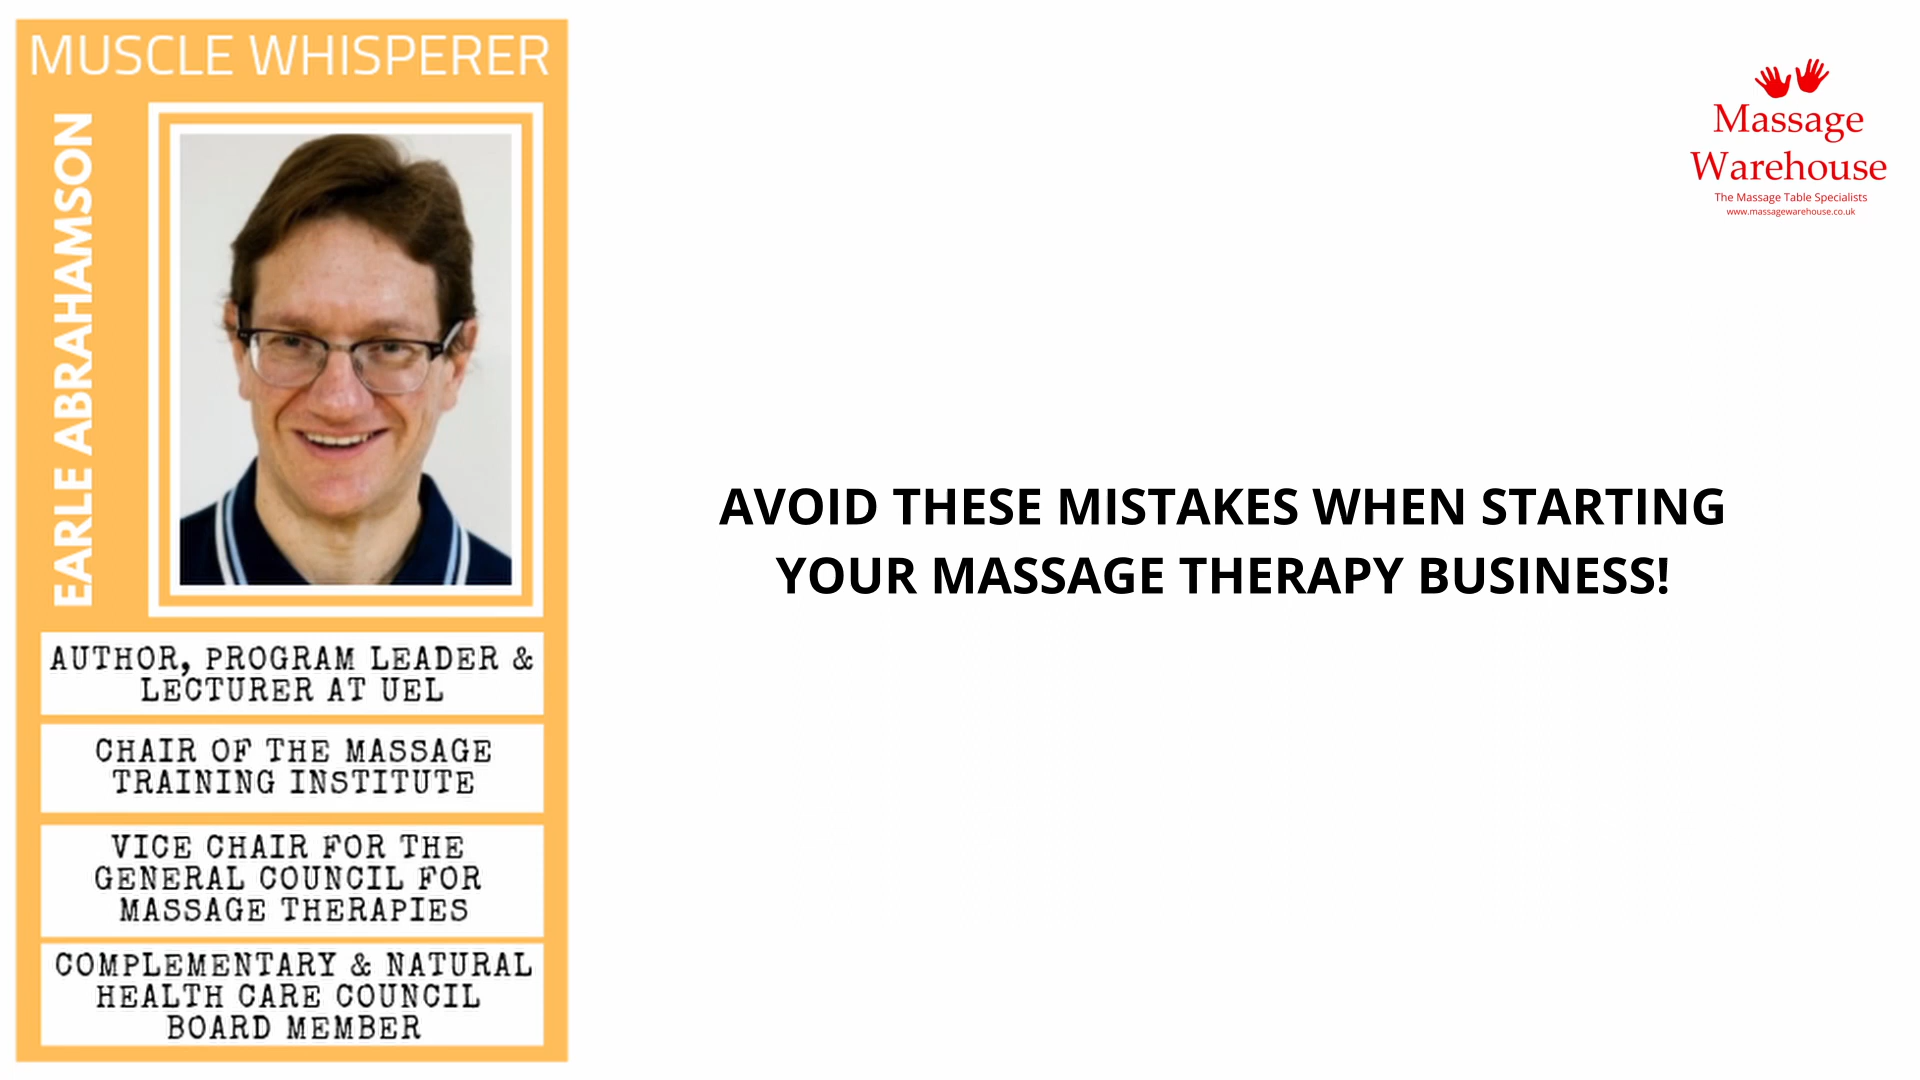 MUSCLE WHISPERER
EARLE ABRAHAMSON
AUTHOR, PROGRAM LEADER &
LECTURER AT UEL
CHAIR OF THE MASSAGE
TRAINING INSTITUTE
VICE CHAIR FOR THE
GENERAL COUNCIL FOR
MASSAGE THERAPIES
COMPLEMENTARY & NATURAL
HEALTH CARE COUNCIL
BOARD MEMBER
AVOID THESE MISTAKES WHEN STARTING
YOUR MASSAGE THERAPY BUSINESS!
Massage
Warehouse
The Massage Table Specialists
www.massagewarehouse.co.uk